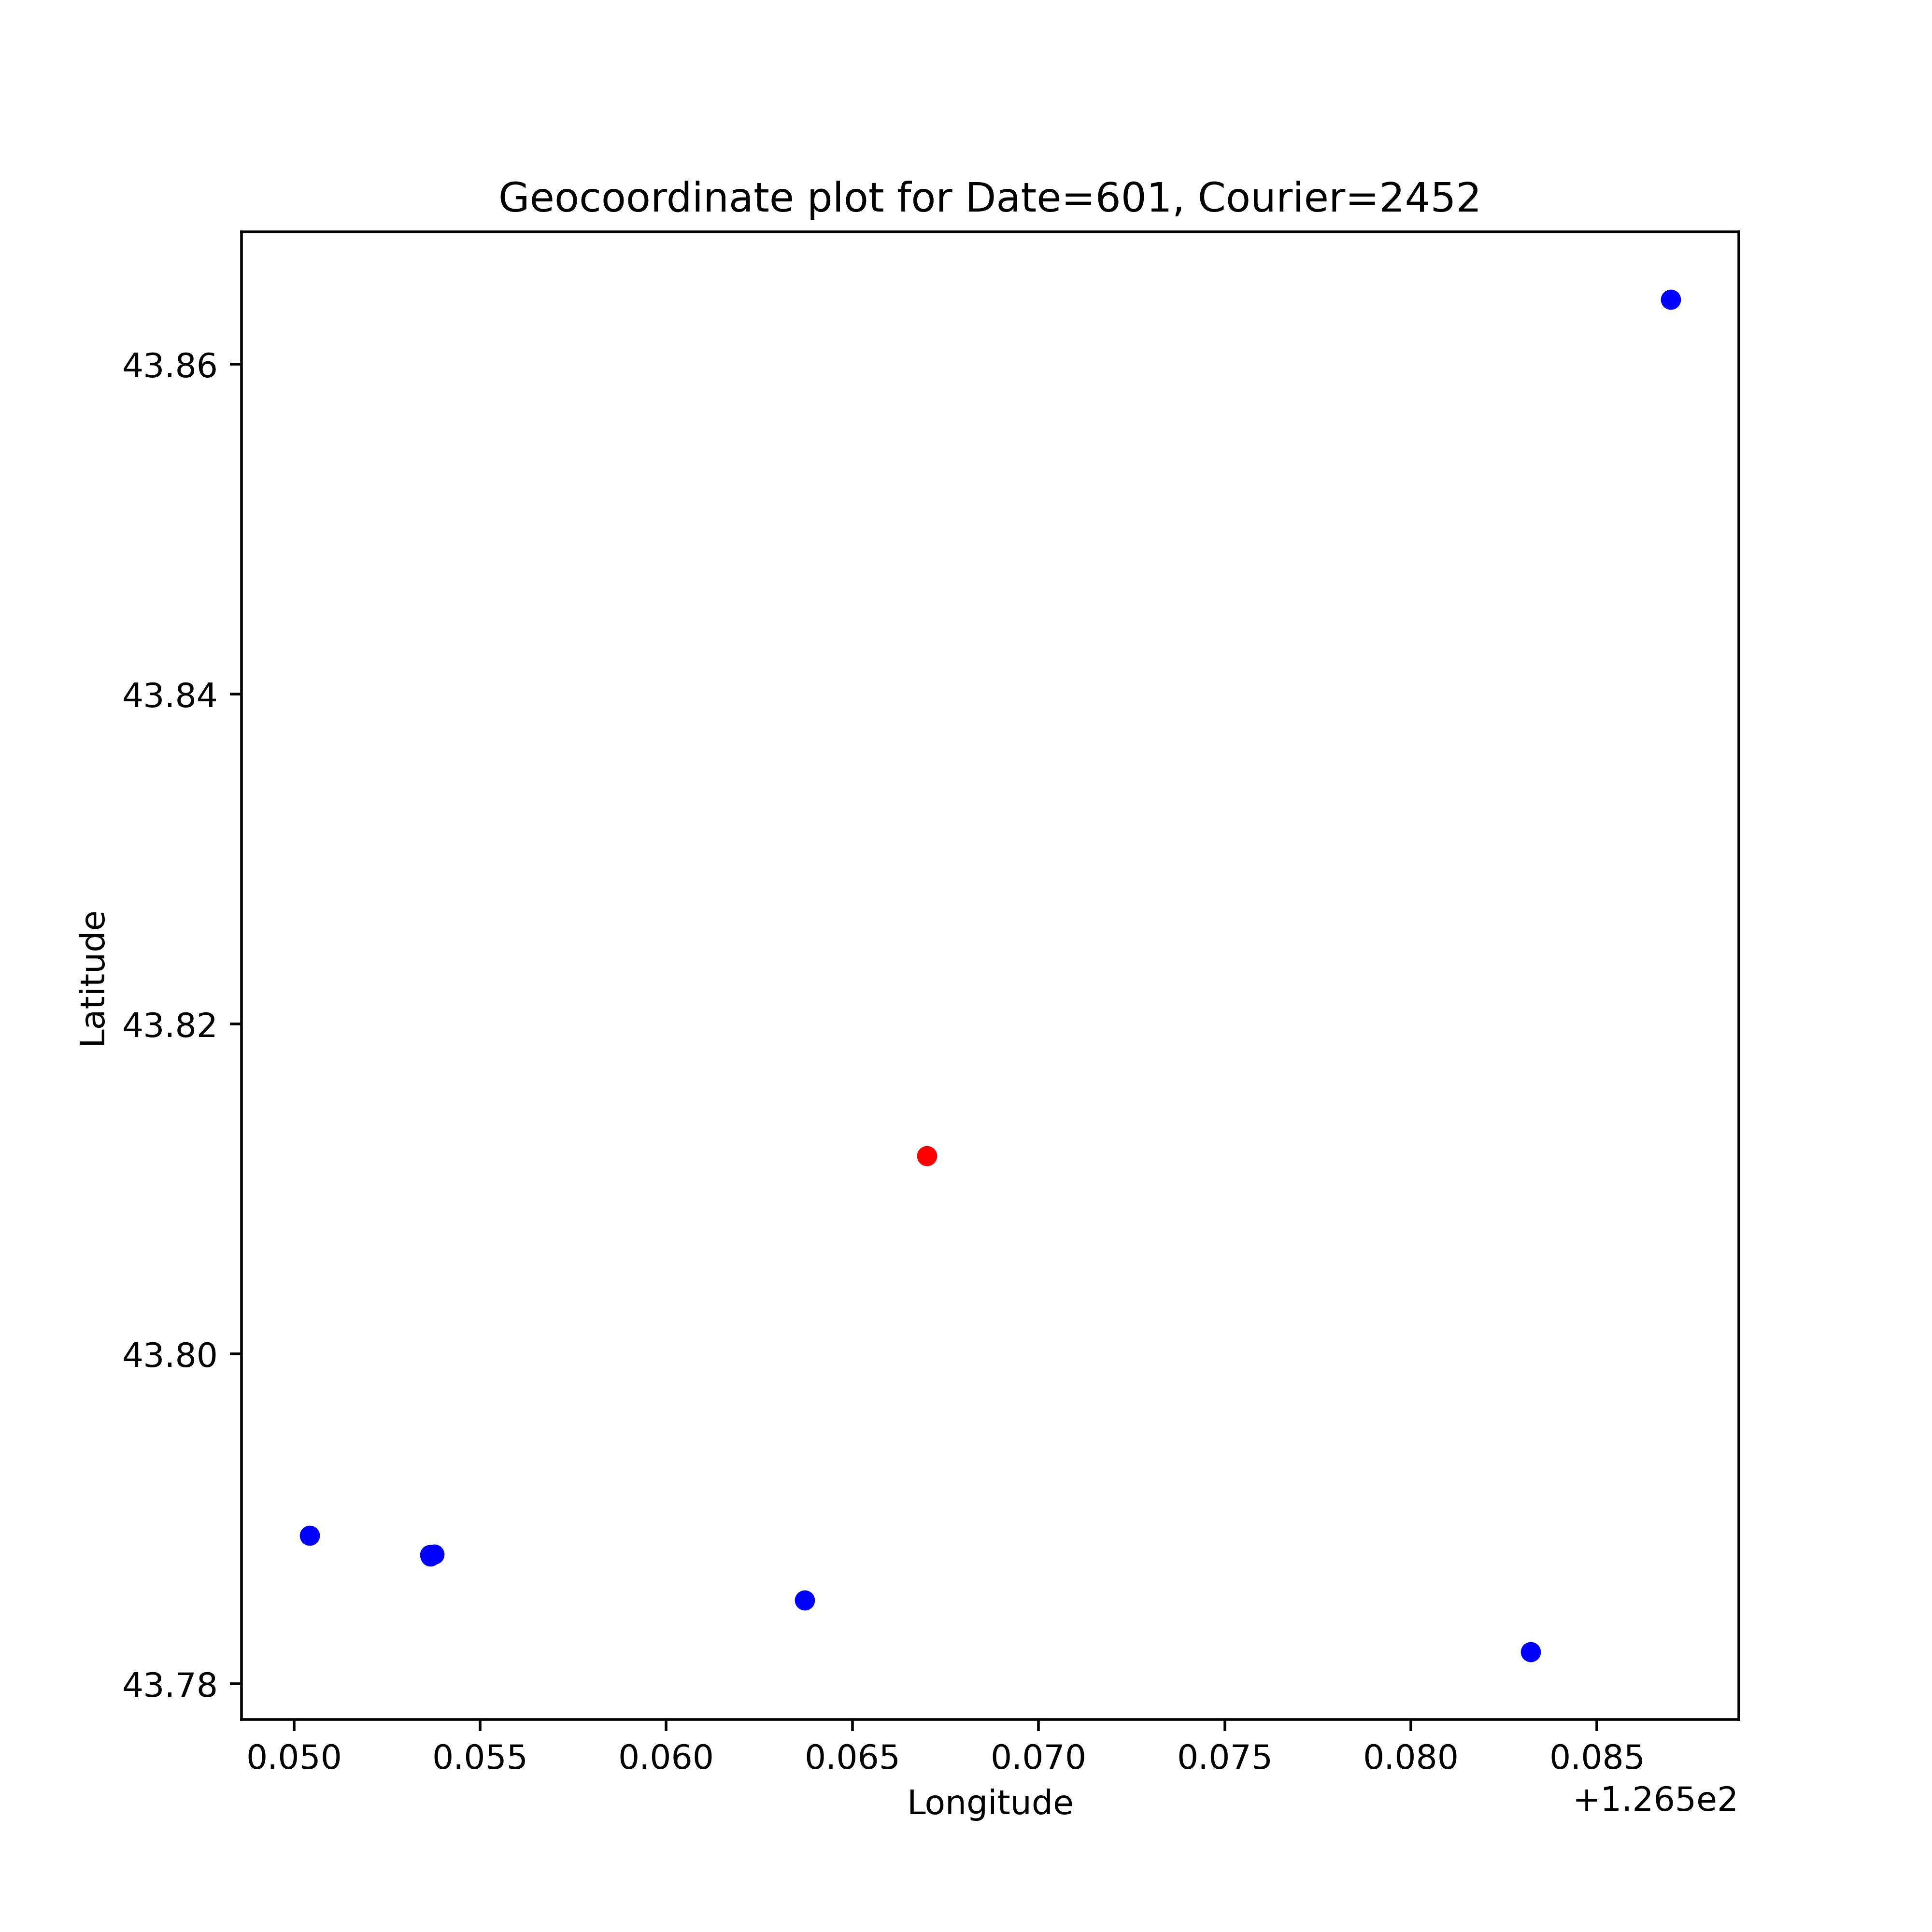 Geocoordinate plot for Date=601, Courier=2452
43.86
43.84
43.82
43.80
43.78
Latitude
0.050 0.055 0.060 0.065 0.070 0.075 0.080 0.085
+1.265e2
Longitude